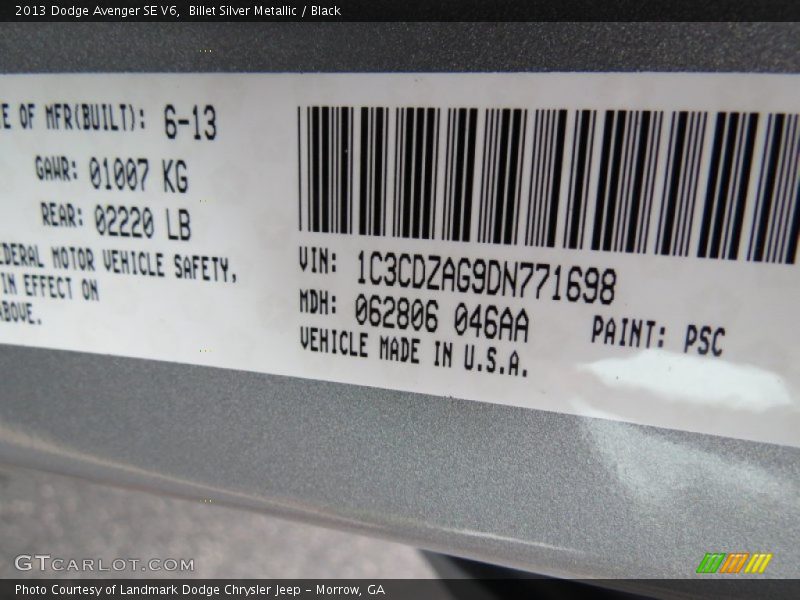 2013 Dodge Avenger SE V6, Billet Silver Metallic / Black
OF MFR(BUILT): 6-13
GAWR: 01007 KG
REAR: 02220 LB
MOTOR VEHICLE SAFETY,
IN EFFECT ON
VIN: 1C3CDZAG9DN771698
MDH: 062806 046AA PAINT: PSC
VEHICLE MADE IN U.S.A.
GTCARLOT.COM
Photo Courtesy of Landmark Dodge Chrysler Jeep - Morrow, GA